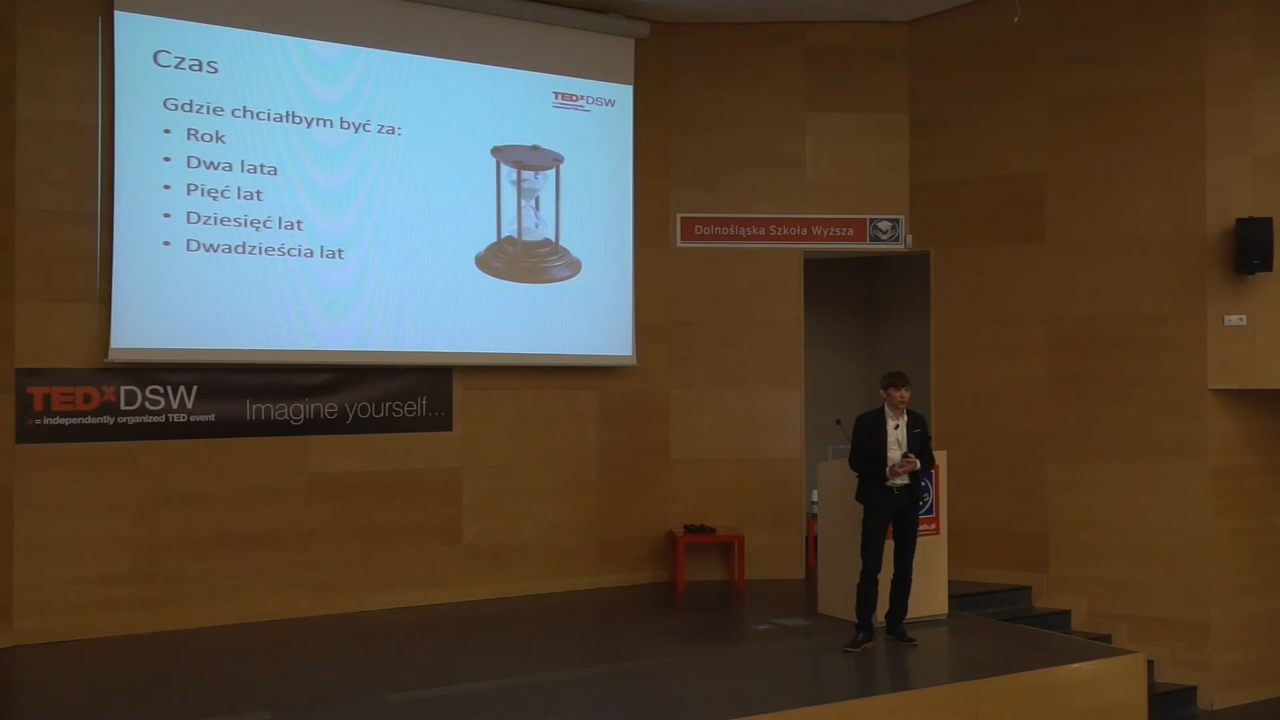 Czas
TEDxDSW
Gdzie chciałbym być za:
• Rok
• Dwa lata
• Pięć lat
• Dziesięć lat
• Dwadzieścia lat
Dolnośląska Szkoła Wyższa
TEDxDSW
x = independently organized TED event
Imagine yourself...